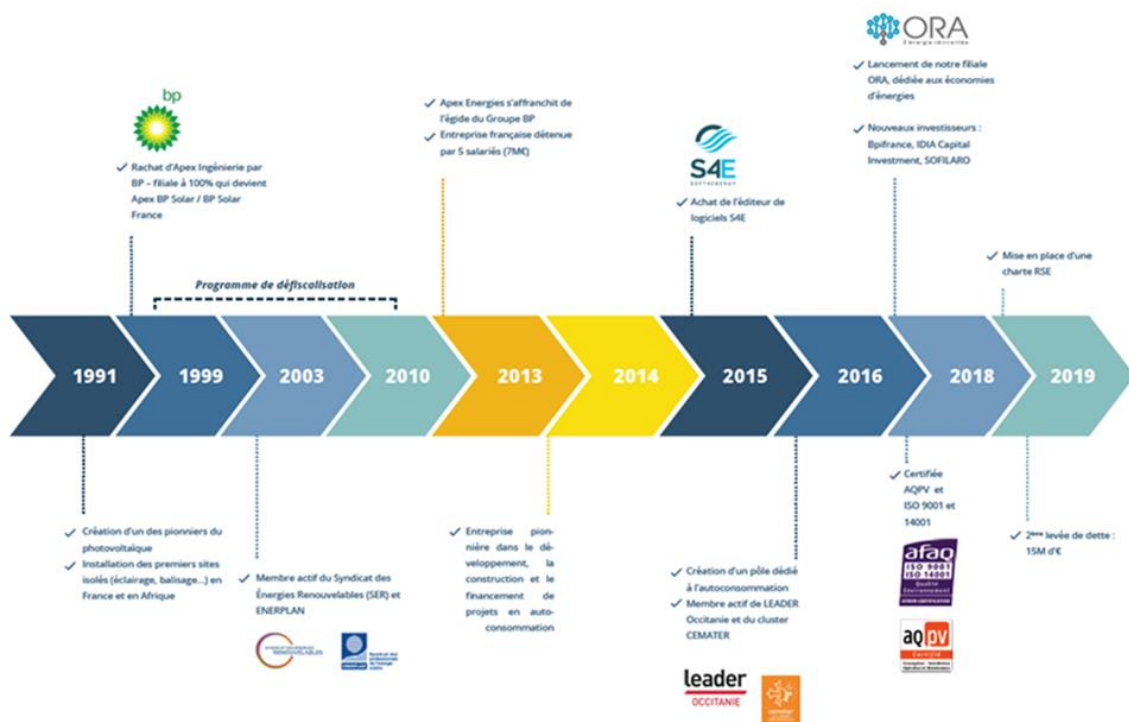 ORA
bp
✓ Lancement de notre filiale
ORA, dédiée aux économies
d'énergies
✓ Apex Energies s'affranchit de
l'égide du Groupe BP
✓ Entreprise française détenue
par 5 salariés (7M€)
✓ Nouveaux investisseurs :
Bpifrance, IDIA Capital
Investment, SOFILARO
✓ Rachat d'Apex Ingénierie par
BP – filiale à 100% qui devient
Apex BP Solar / BP Solar
France
S4E
✓ Achat de l'éditeur de
logiciels S4E
✓ Mise en place d'une
charte RSE
Programme de défiscalisation
1991
1999
2003
2010
2013
2014
2015
2016
2018
2019
✓ Création d'un des pionniers du
photovoltaïque
✓ Installation des premiers sites
isolés (éclairage, balisage...) en
France et en Afrique
✓ Membre actif du Syndicat des
Énergies Renouvelables (SER) et
ENERPLAN
RENOUVELABLES
✓ Entreprise pion-
nière dans le dé-
veloppement, la
construction et le
financement de
projets en auto-
consommation
✓ Création d'un pôle dédié
à l'autoconsommation
✓ Membre actif de LEADER
Occitanie et du cluster
CEMATER
leader
OCCITANIE
cemater
✓ Certifiée
AQPV et
ISO 9001 et
14001
afaq
ISO 9001
ISO 14001
Qualité
Environnement
AFNOR CERTIFICATION
aqpv
✓ 2ème levée de dette :
15M d'€